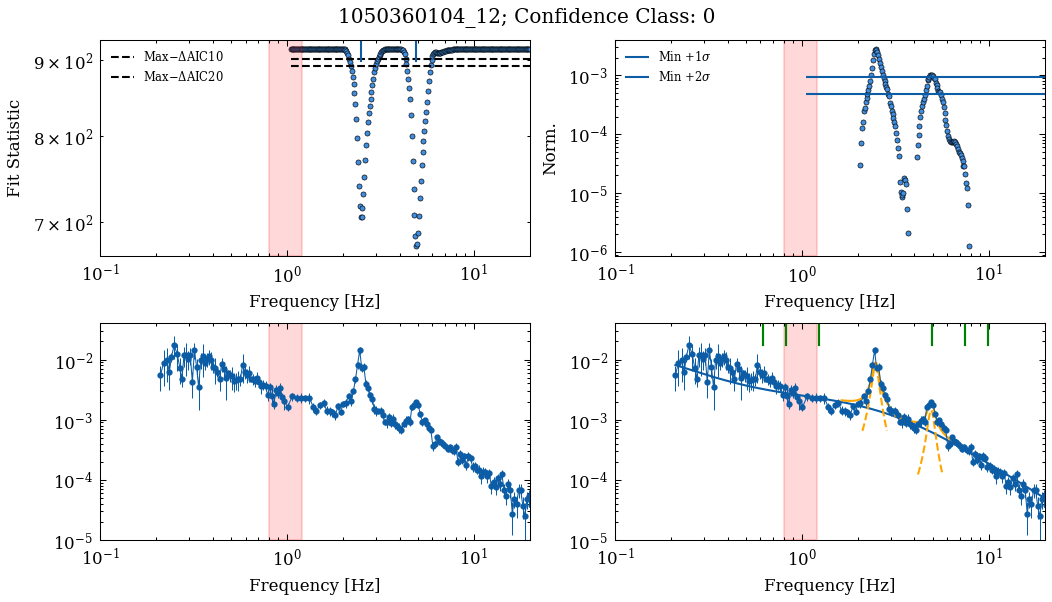 1050360104_12; Confidence Class: 0
Fit Statistic
9 × 10²
8 × 10²
7 × 10²
Max−ΔAIC10
Max−ΔAIC20
10⁻¹ 10⁰ 10¹
Frequency [Hz]
Norm.
10⁻³
10⁻⁴
10⁻⁵
10⁻⁶
Min +1σ
Min +2σ
10⁻¹ 10⁰ 10¹
Frequency [Hz]
10⁻²
10⁻³
10⁻⁴
10⁻⁵
10⁻¹ 10⁰ 10¹
Frequency [Hz]
10⁻²
10⁻³
10⁻⁴
10⁻⁵
10⁻¹ 10⁰ 10¹
Frequency [Hz]